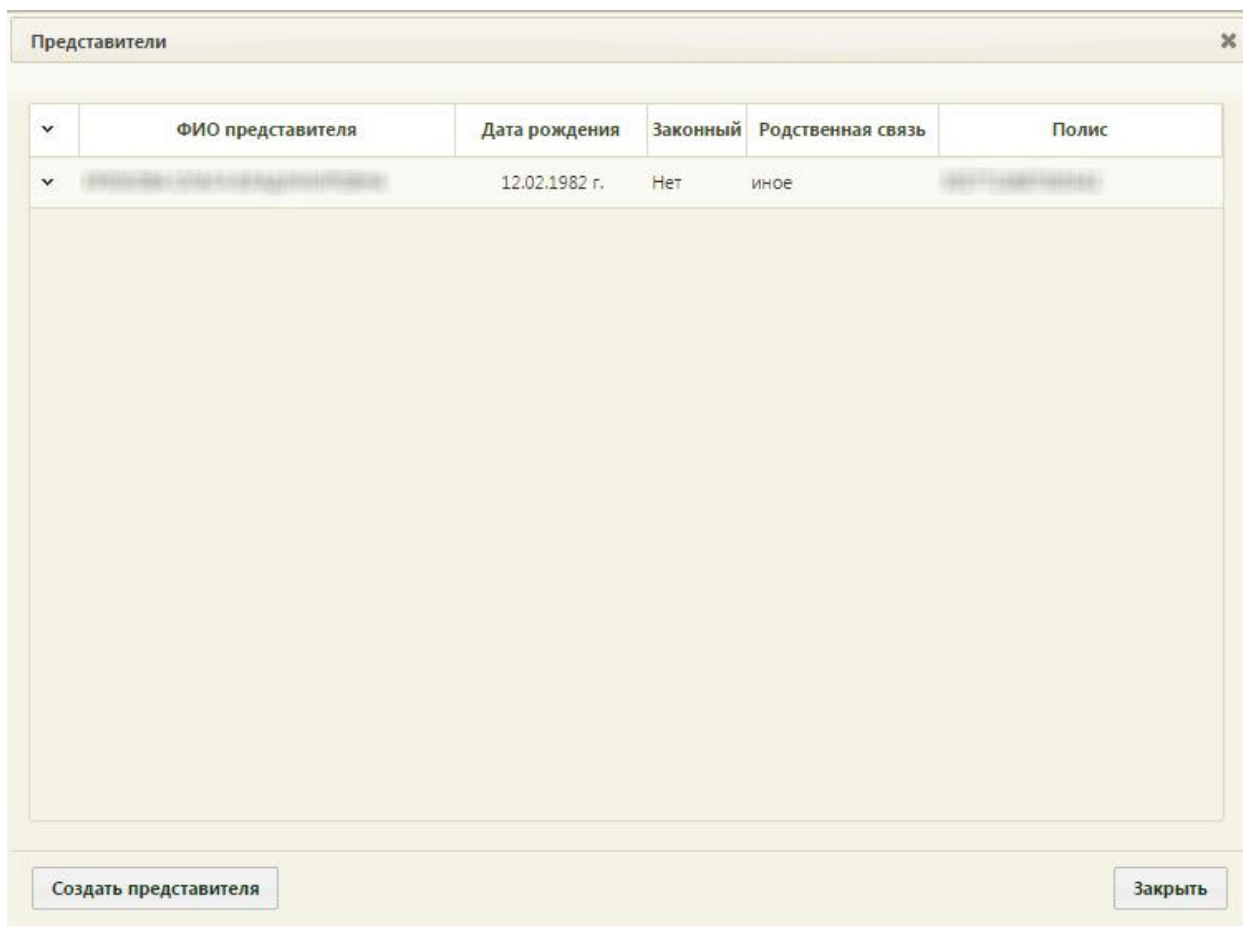 Представители
ФИО представителя Дата рождения Законный Родственная связь Полис
12.02.1982 г. Нет иное
Создать представителя Закрыть